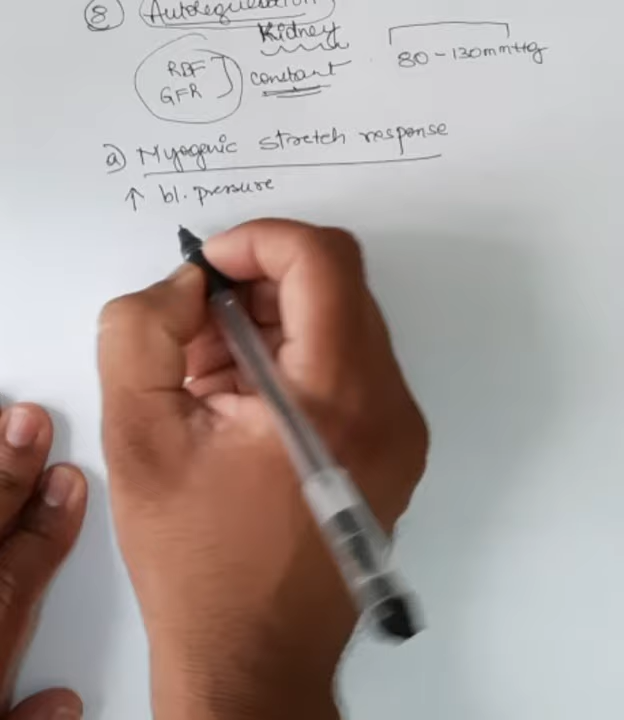 8 Autoregulation
Kidney
RBF
GFR ] constant 80-130mmHg
a) Myogenic stretch response
↑ bl. pressure